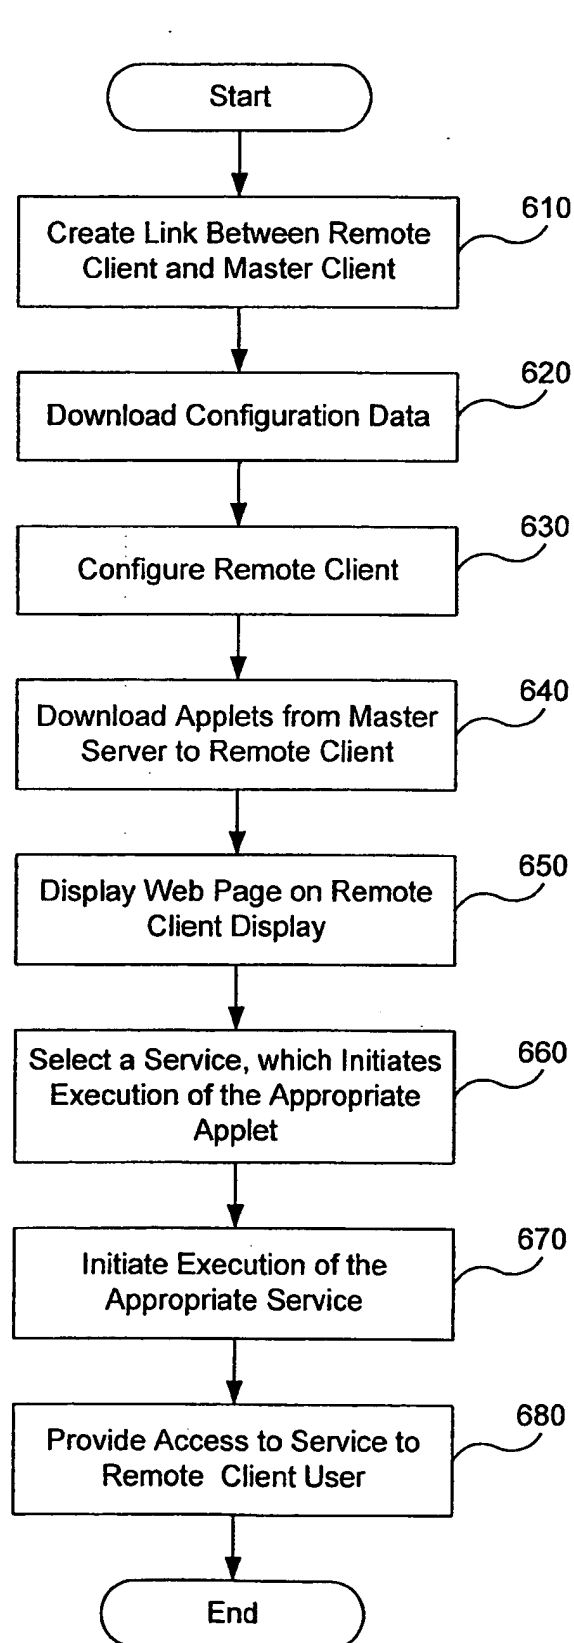 Start
610
Create Link Between Remote
Client and Master Client
620
Download Configuration Data
630
Configure Remote Client
640
Download Applets from Master
Server to Remote Client
650
Display Web Page on Remote
Client Display
660
Select a Service, which Initiates
Execution of the Appropriate
Applet
670
Initiate Execution of the
Appropriate Service
680
Provide Access to Service to
Remote Client User
End